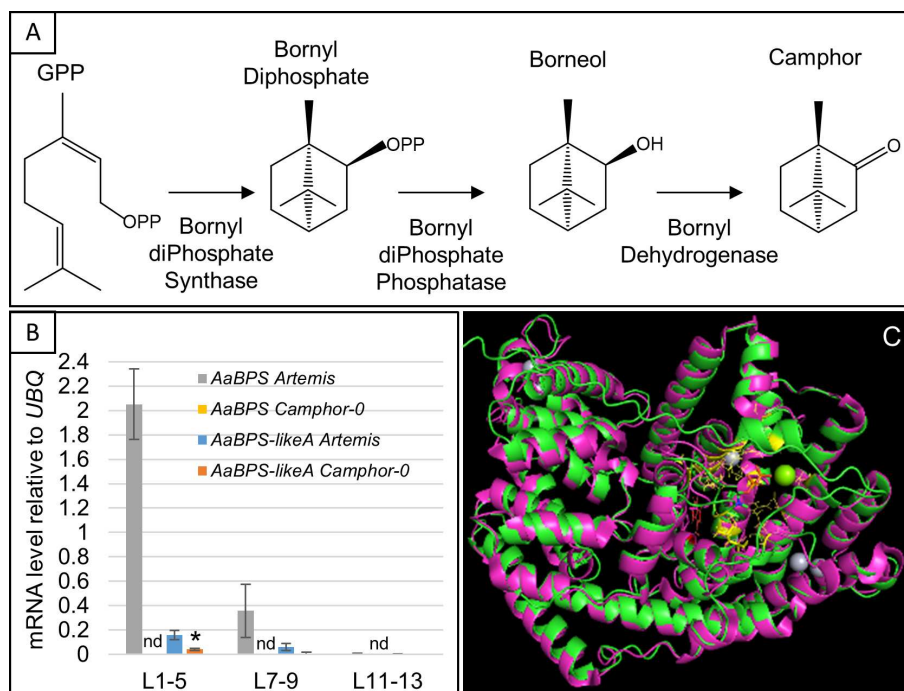 A
GPP
OPP
Bornyl
diPhosphate
Synthase
Bornyl
Diphosphate
OPP
Bornyl
diPhosphate
Phosphatase
Borneol
OH
Bornyl
Dehydrogenase
Camphor
O
B
mRNA level relative to UBQ
2.4
2.2
2
1.8
1.6
1.4
1.2
1
0.8
0.6
0.4
0.2
0
AaBPS Artemis
AaBPS Camphor-0
AaBPS-likeA Artemis
AaBPS-likeA Camphor-0
nd
*
nd
nd
L1-5
L7-9
L11-13
C